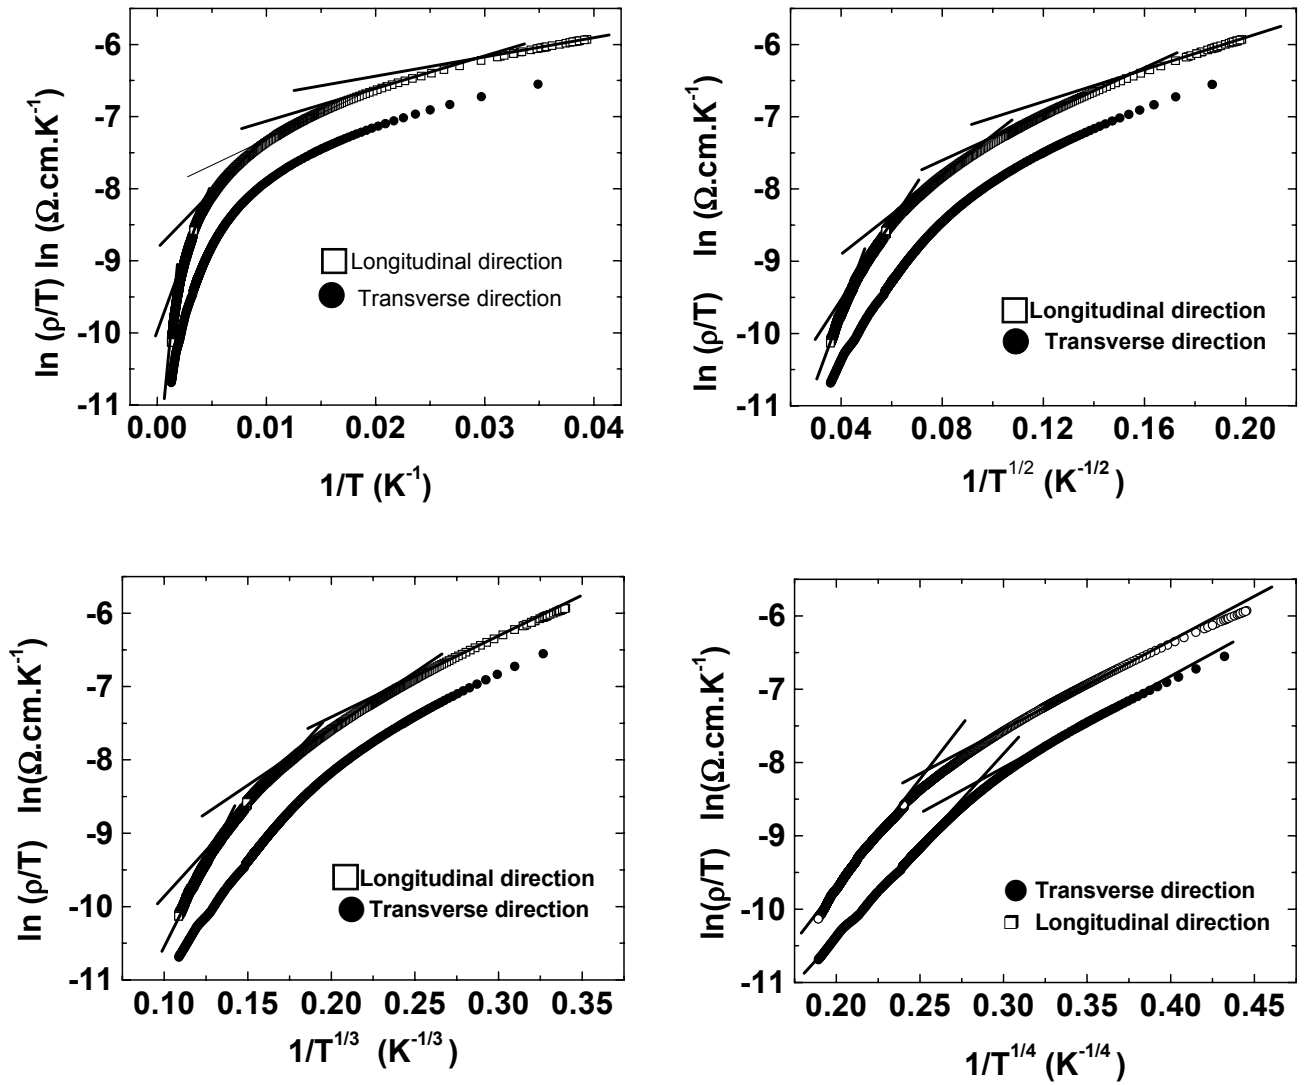 ln (ρ/T) ln (Ω.cm.K⁻¹)
-6
-7
-8
-9
-10
-11
□ Longitudinal direction
● Transverse direction
0.00 0.01 0.02 0.03 0.04
1/T (K⁻¹)
ln (ρ/T) ln (Ω.cm.K⁻¹)
-6
-7
-8
-9
-10
-11
□ Longitudinal direction
● Transverse direction
0.04 0.08 0.12 0.16 0.20
1/T¹/² (K⁻¹/²)
ln (ρ/T) ln(Ω.cm.K⁻¹)
-6
-7
-8
-9
-10
-11
□ Longitudinal direction
● Transverse direction
0.10 0.15 0.20 0.25 0.30 0.35
1/T¹/³ (K⁻¹/³)
ln(ρ/T) ln(Ω.cm.K⁻¹)
-6
-7
-8
-9
-10
-11
● Transverse direction
□ Longitudinal direction
0.20 0.25 0.30 0.35 0.40 0.45
1/T¹/⁴ (K⁻¹/⁴)